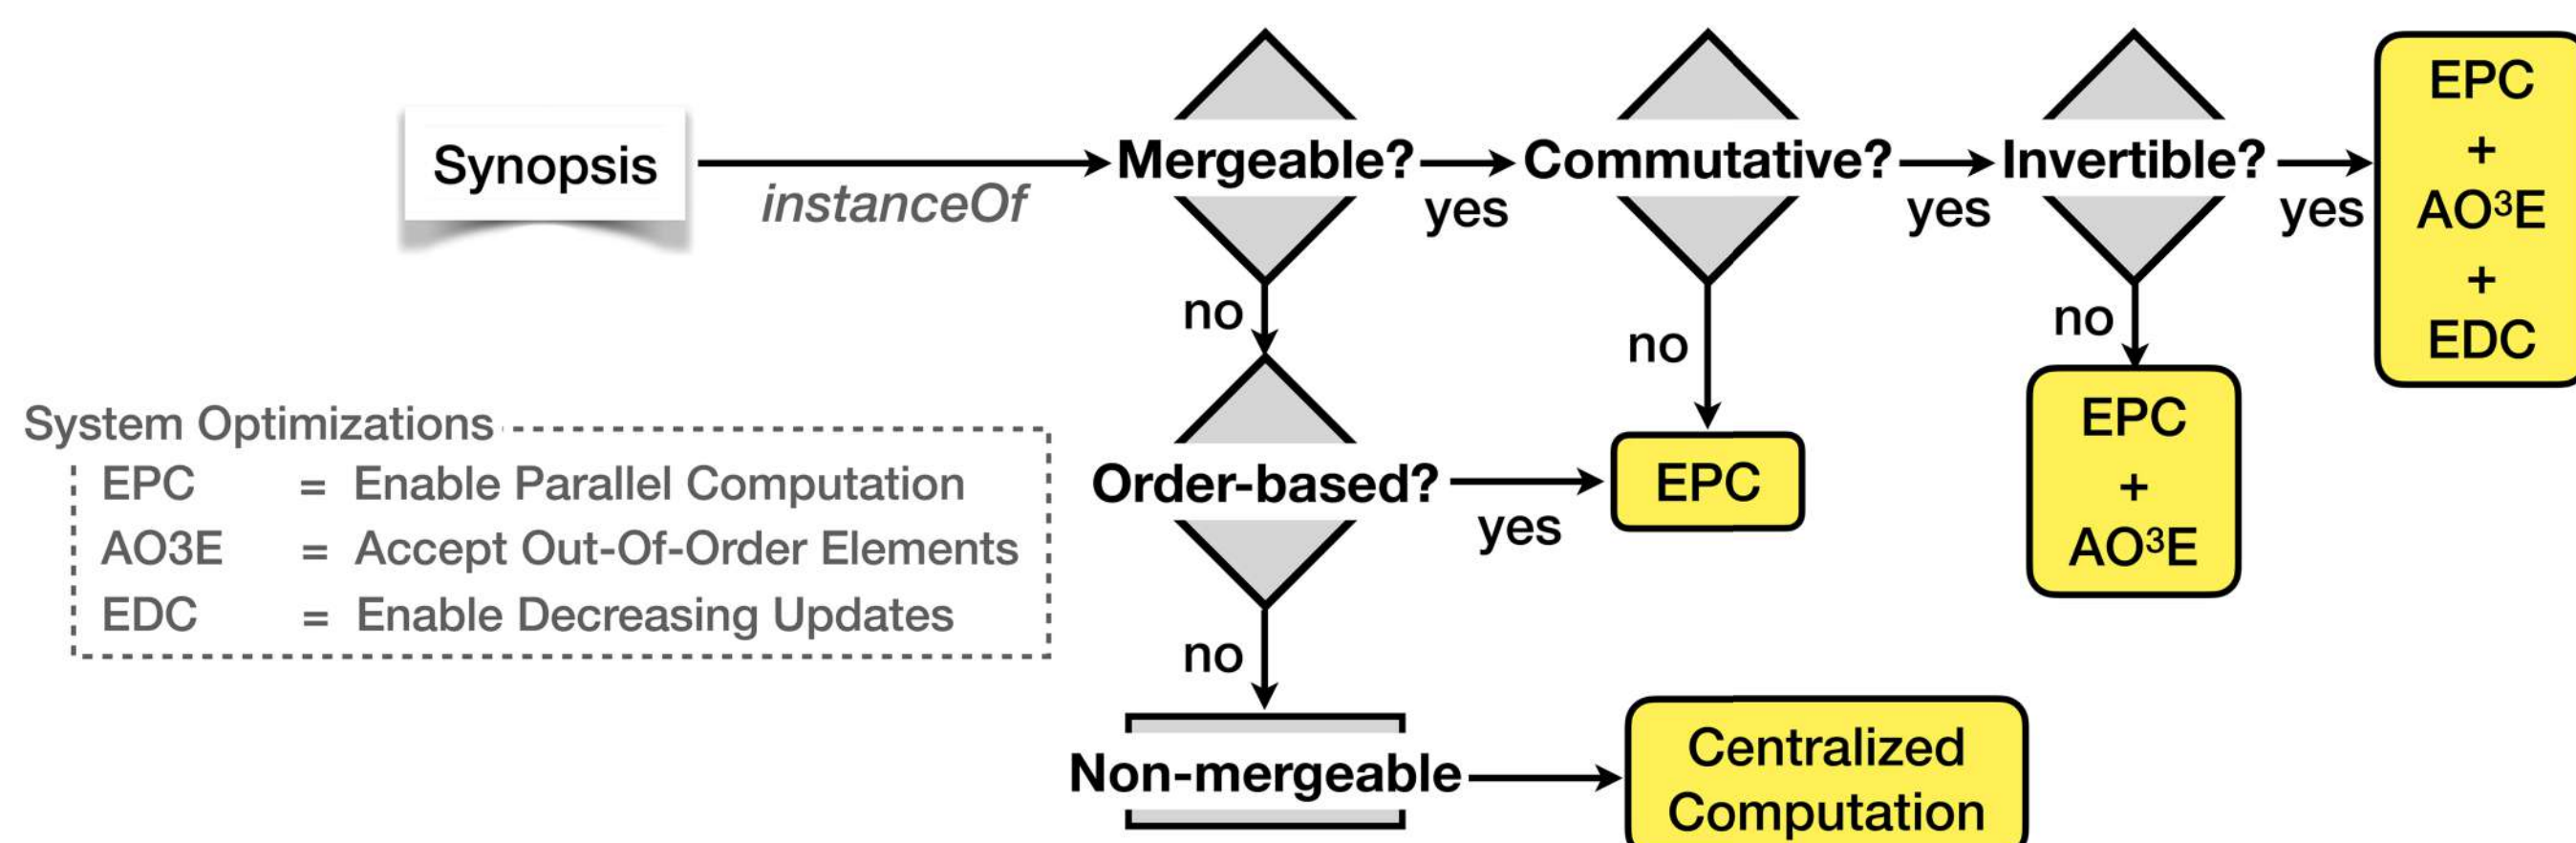 Synopsis
instanceOf
Mergeable?
yes
Commutative?
yes
Invertible?
yes
EPC
+
AO³E
+
EDC
no
no
no
EPC
+
AO³E
Order-based?
yes
EPC
System Optimizations
EPC = Enable Parallel Computation
AO3E = Accept Out-Of-Order Elements
EDC = Enable Decreasing Updates
no
Non-mergeable
Centralized
Computation